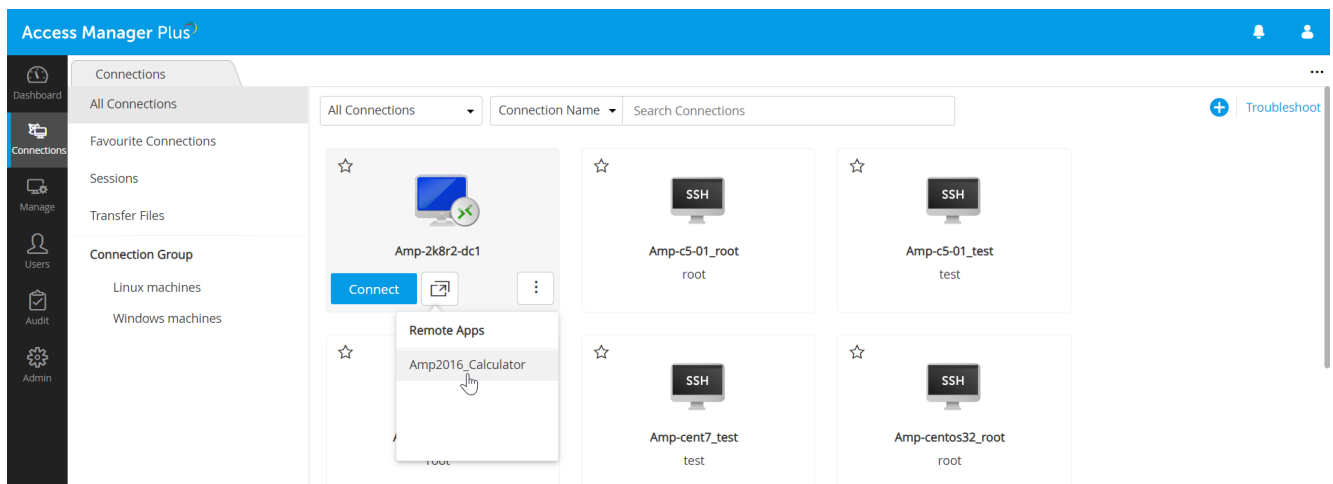 Access Manager Plus
Dashboard
Connections
Manage
Users
Audit
Admin
Connections
All Connections
Favourite Connections
Sessions
Transfer Files
Connection Group
Linux machines
Windows machines
All Connections
Connection Name
Search Connections
Troubleshoot
Amp-2k8r2-dc1
Connect
Remote Apps
Amp2016_Calculator
SSH
Amp-c5-01_root
root
SSH
Amp-c5-01_test
test
root
SSH
Amp-cent7_test
test
SSH
Amp-centos32_root
root